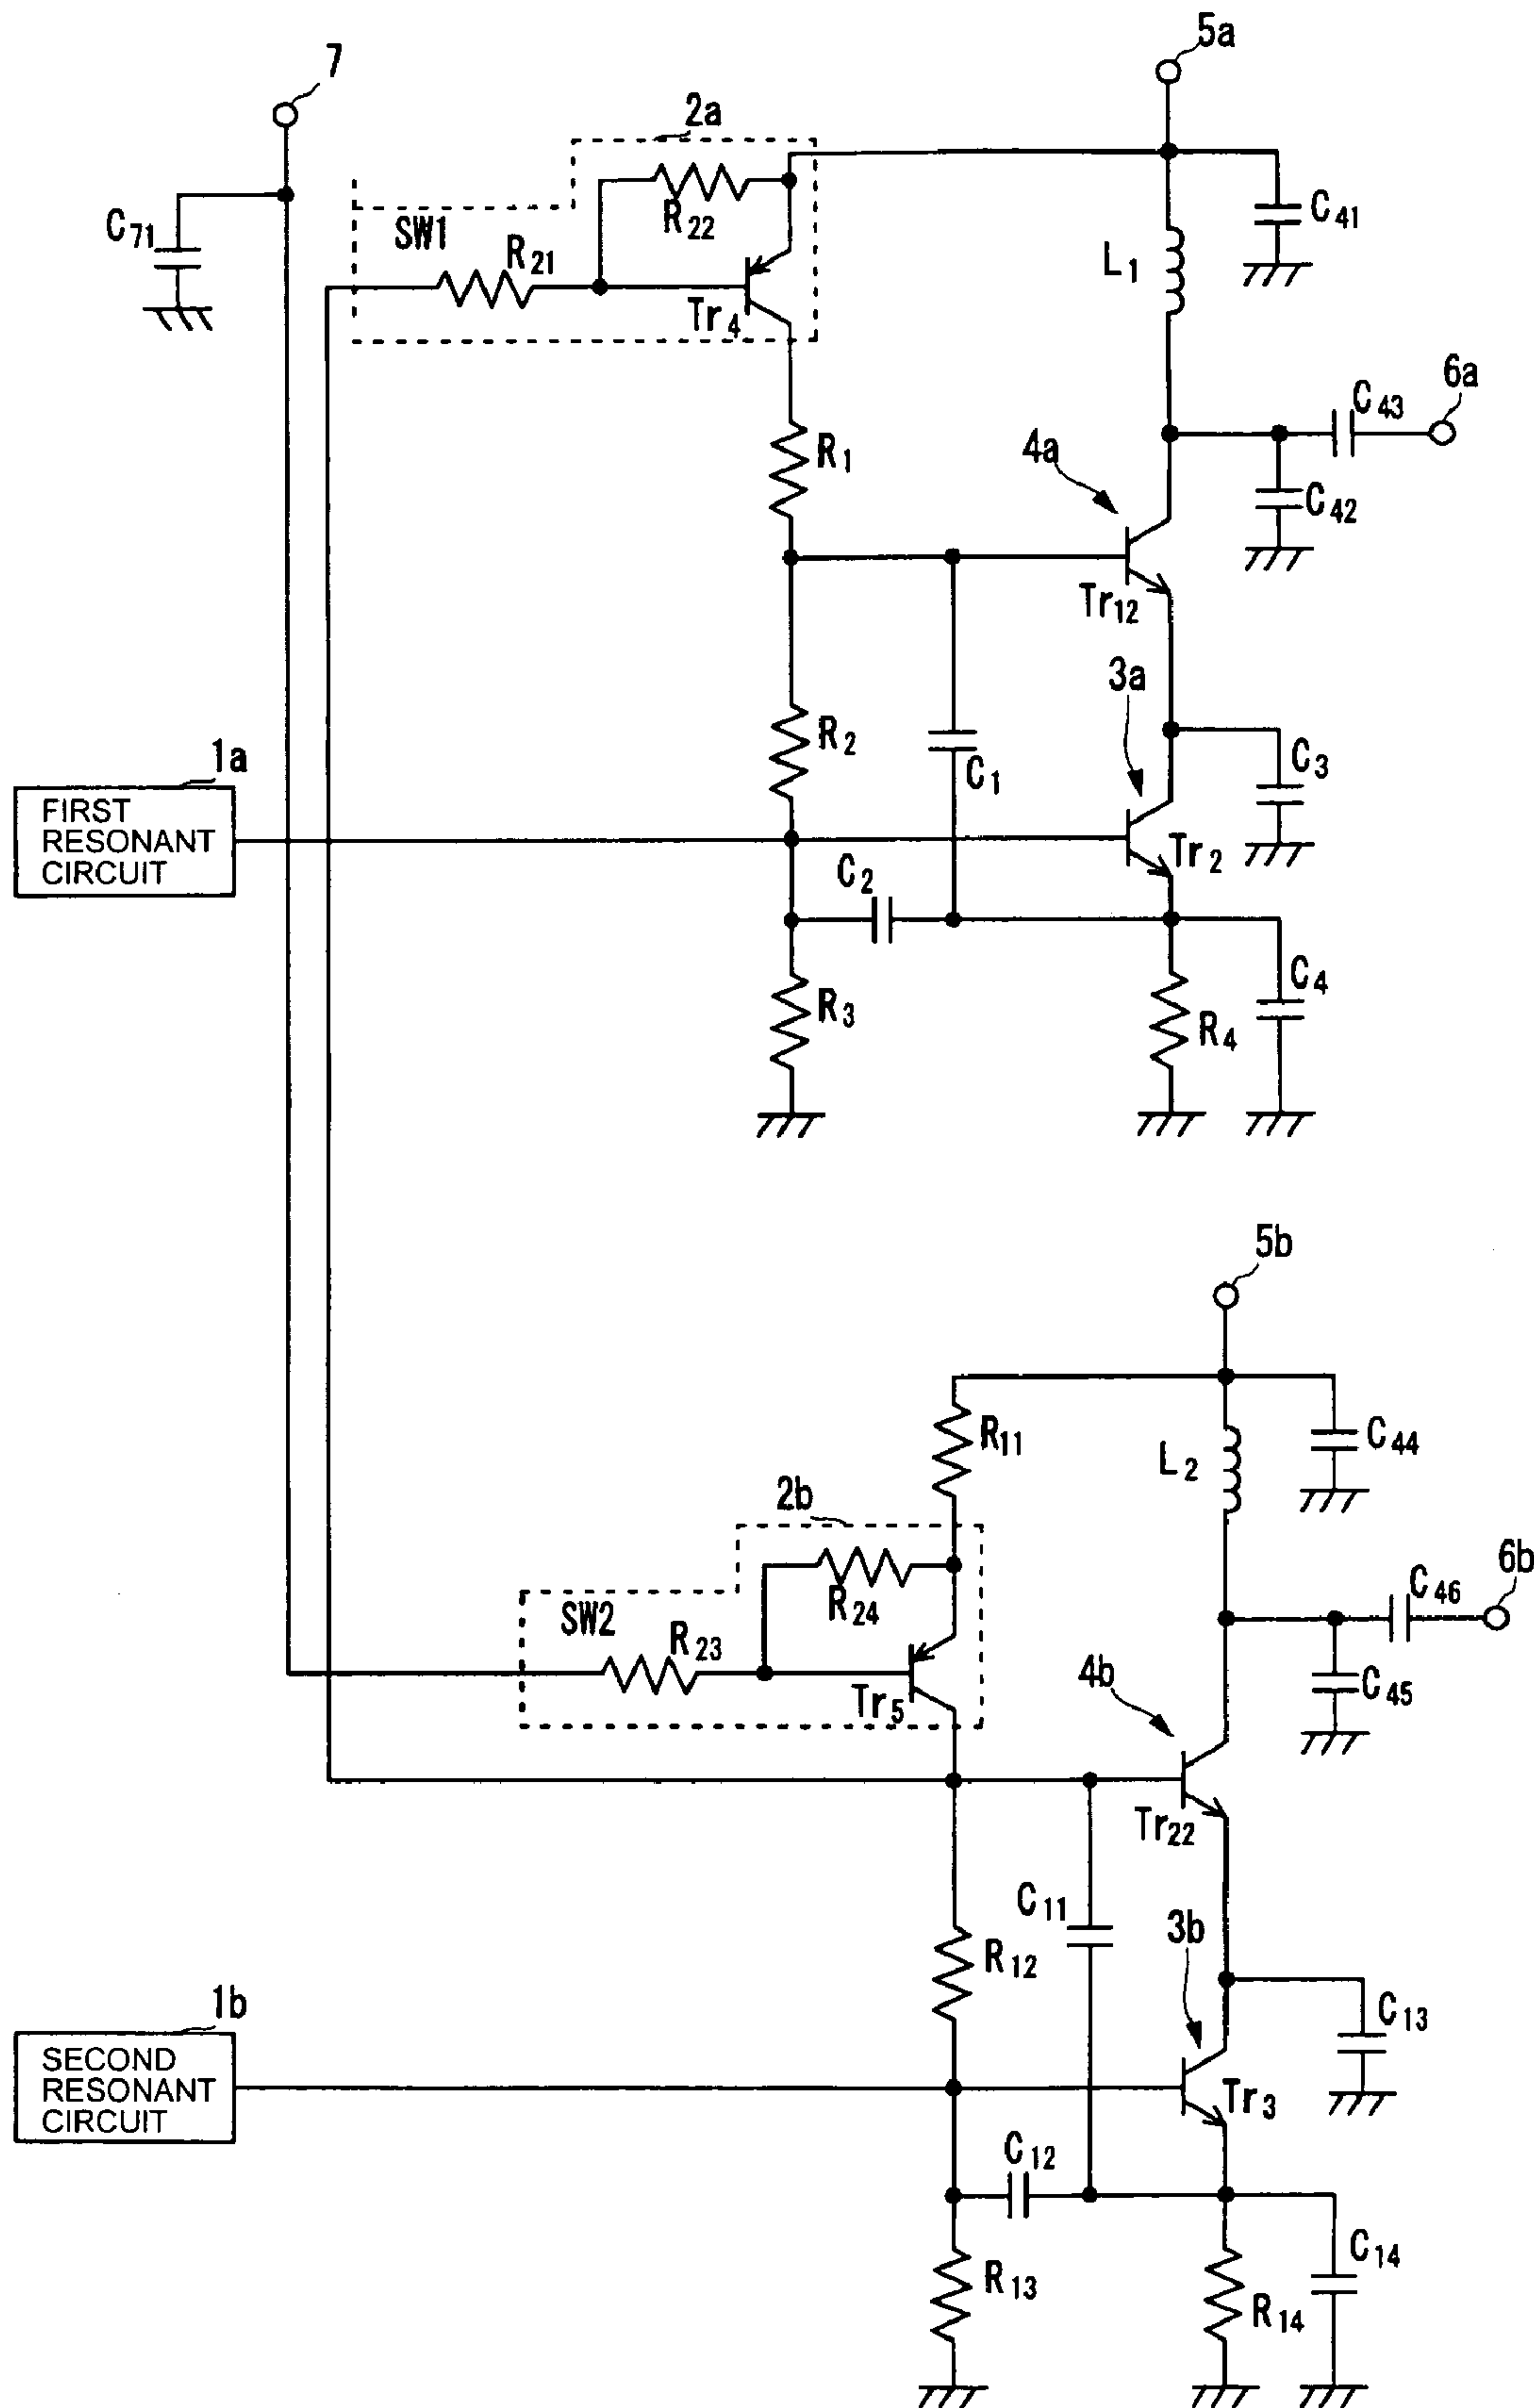 5a
7
2a
C71
SW1
R22
R21
Tr4
C41
L1
6a
C43
R1
4a
C42
Tr12
3a
R2
C1
C3
1a
FIRST
RESONANT
CIRCUIT
Tr2
C2
C4
R3
R4
5b
R11
L2
C44
2b
6b
C46
R24
SW2
R23
4b
C45
Tr5
Tr22
C11
3b
R12
1b
C13
SECOND
RESONANT
CIRCUIT
Tr3
C12
C14
R13
R14